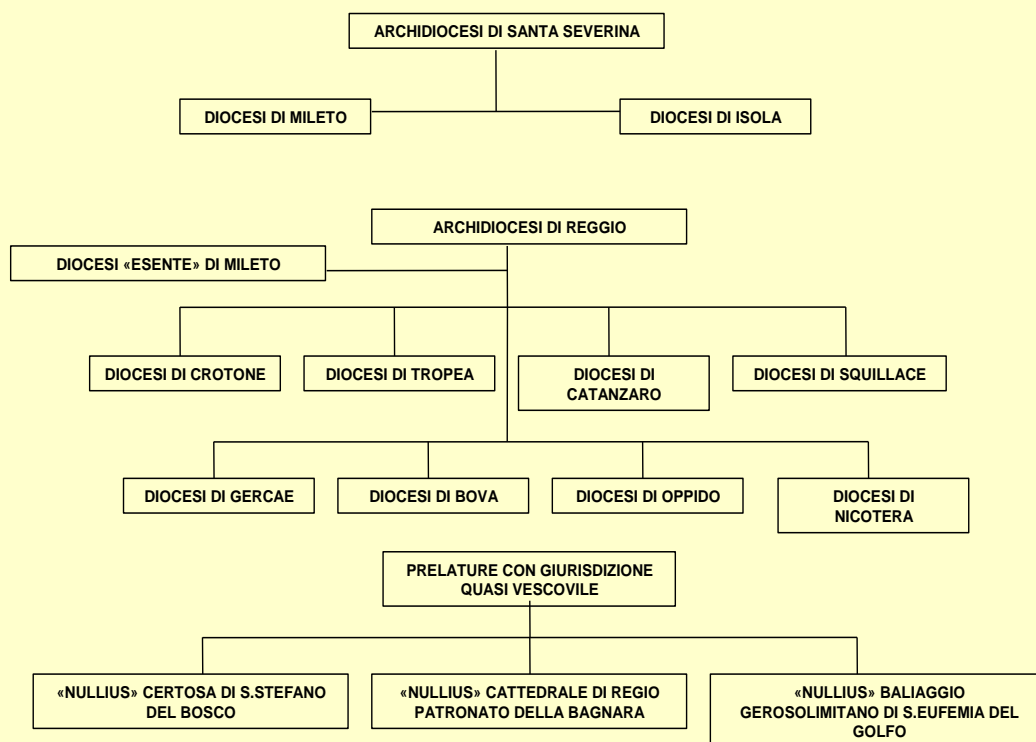 ARCHIDIOCESI DI SANTA SEVERINA
DIOCESI DI MILETO
DIOCESI DI ISOLA
ARCHIDIOCESI DI REGGIO
DIOCESI «ESENTE» DI MILETO
DIOCESI DI CROTONE
DIOCESI DI TROPEA
DIOCESI DI
CATANZARO
DIOCESI DI SQUILLACE
DIOCESI DI GERCAE
DIOCESI DI BOVA
DIOCESI DI OPPIDO
DIOCESI DI
NICOTERA
PRELATURE CON GIURISDIZIONE
QUASI VESCOVILE
«NULLIUS» CERTOSA DI S.STEFANO
DEL BOSCO
«NULLIUS» CATTEDRALE DI REGIO
PATRONATO DELLA BAGNARA
«NULLIUS» BALIAGGIO
GEROSOLIMITANO DI S.EUFEMIA DEL
GOLFO